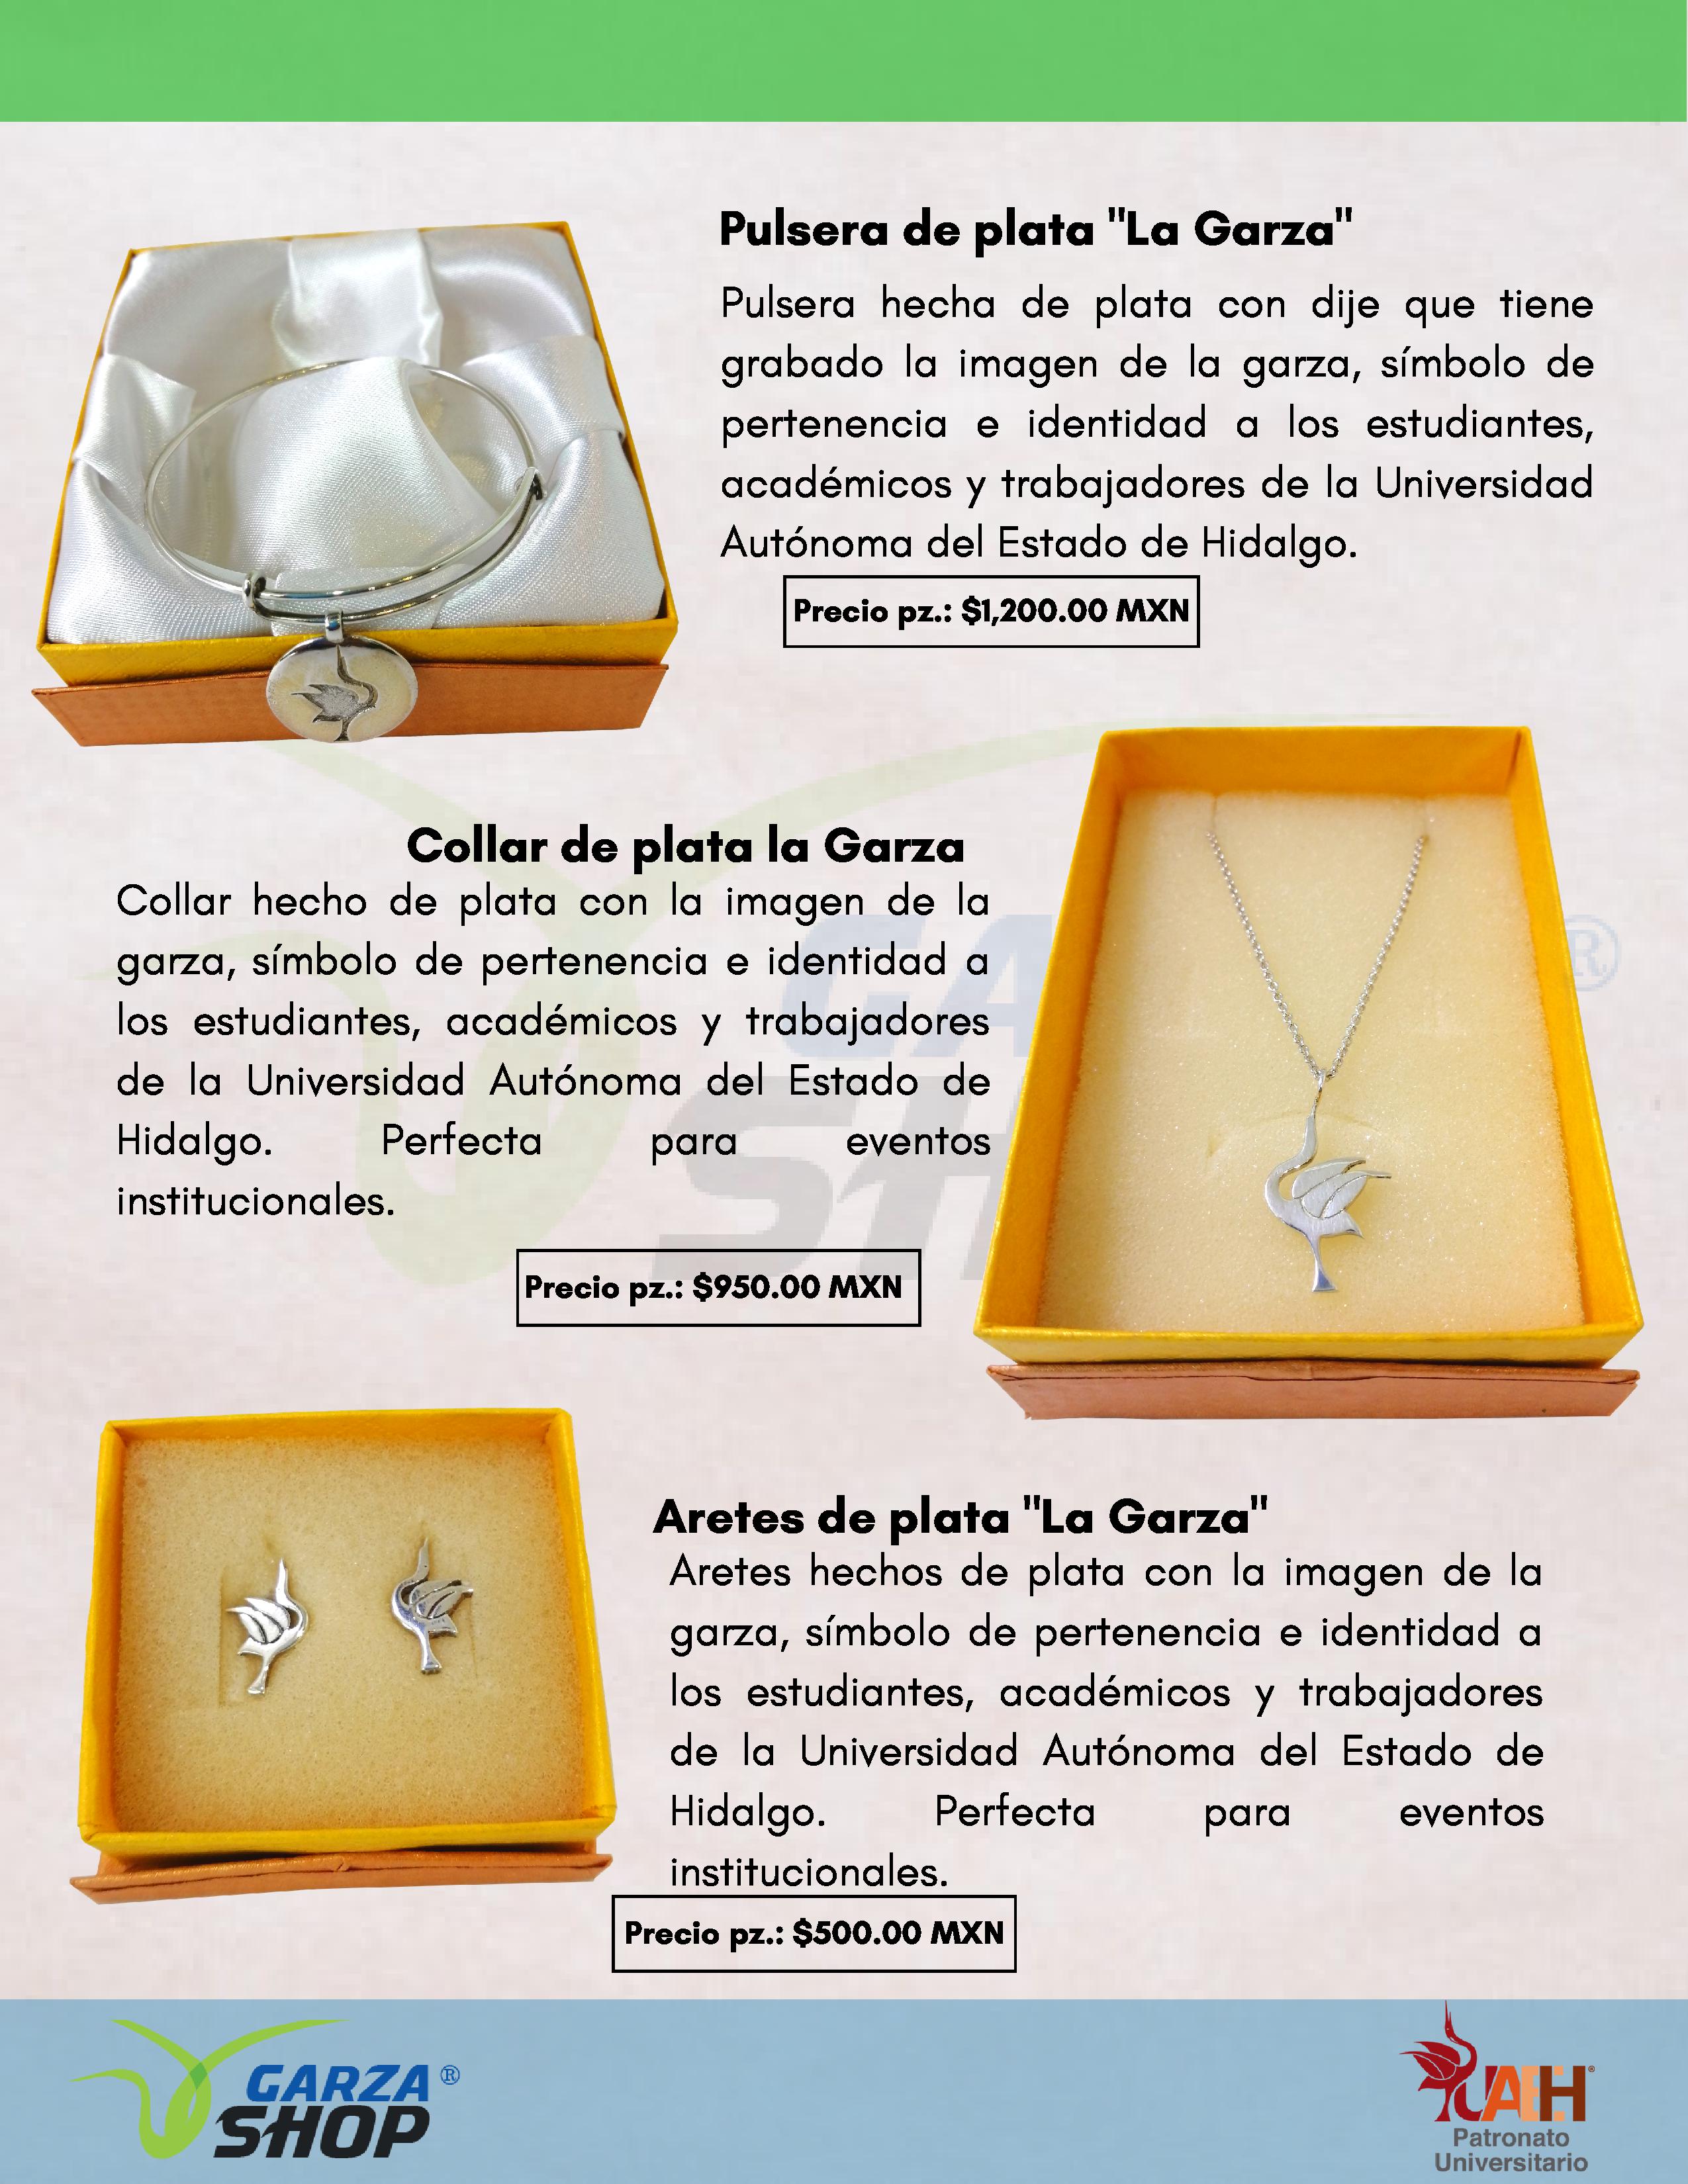 Pulsera de plata "La Garza"
Pulsera hecha de plata con dije que tiene
grabado la imagen de la garza, símbolo de
pertenencia e identidad a los estudiantes,
académicos y trabajadores de la Universidad
Autónoma del Estado de Hidalgo.
Precio pz.: $1,200.00 MXN
Collar de plata la Garza
Collar hecho de plata con la imagen de la
garza, símbolo de pertenencia e identidad a
los estudiantes, académicos y trabajadores
de la Universidad Autónoma del Estado de
Hidalgo. Perfecta para eventos
institucionales.
Precio pz.: $950.00 MXN
Aretes de plata "La Garza"
Aretes hechos de plata con la imagen de la
garza, símbolo de pertenencia e identidad a
los estudiantes, académicos y trabajadores
de la Universidad Autónoma del Estado de
Hidalgo. Perfecta para eventos
institucionales.
Precio pz.: $500.00 MXN
GARZA ®
SHOP
UAEH®
Patronato
Universitario